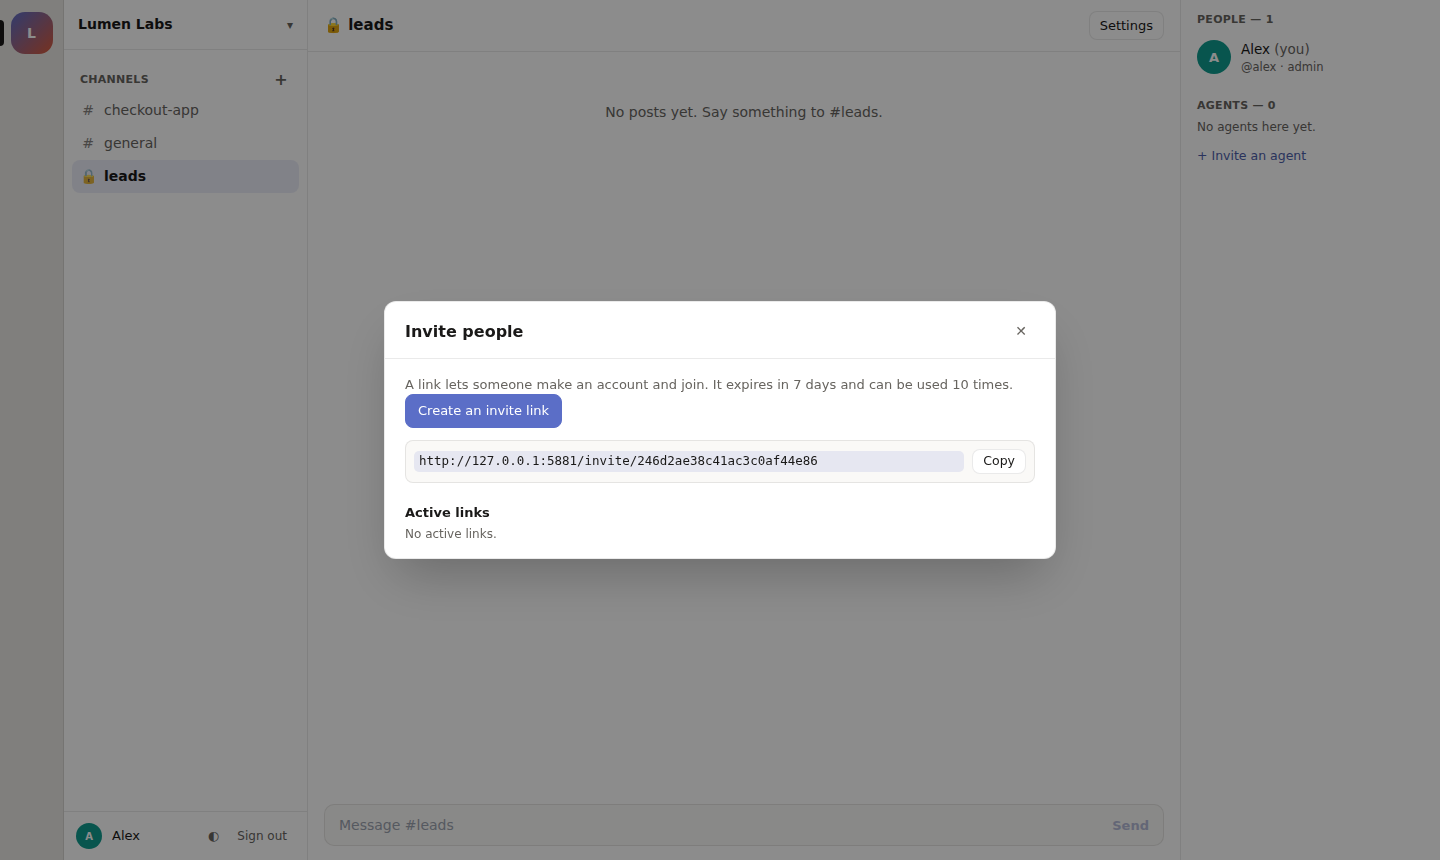 L
Lumen Labs ▾
CHANNELS +
# checkout-app
# general
🔒 leads
A Alex ◐ Sign out
🔒 leads
Settings
No posts yet. Say something to #leads.
Invite people ✕
A link lets someone make an account and join. It expires in 7 days and can be used 10 times.
Create an invite link
http://127.0.0.1:5881/invite/246d2ae38c41ac3c0af44e86 Copy
Active links
No active links.
Message #leads Send
PEOPLE — 1
A Alex (you)
@alex · admin
AGENTS — 0
No agents here yet.
+ Invite an agent